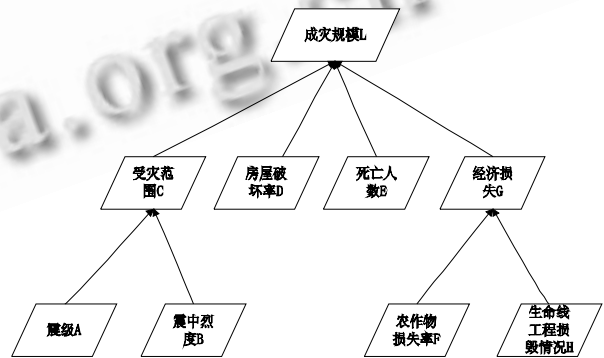 成灾规模L
受灾范
围C
房屋破
坏率D
死亡人
数E
经济损
失G
震级A
震中烈
度B
农作物
损失率F
生命线
工程损
毁情况H
a.org